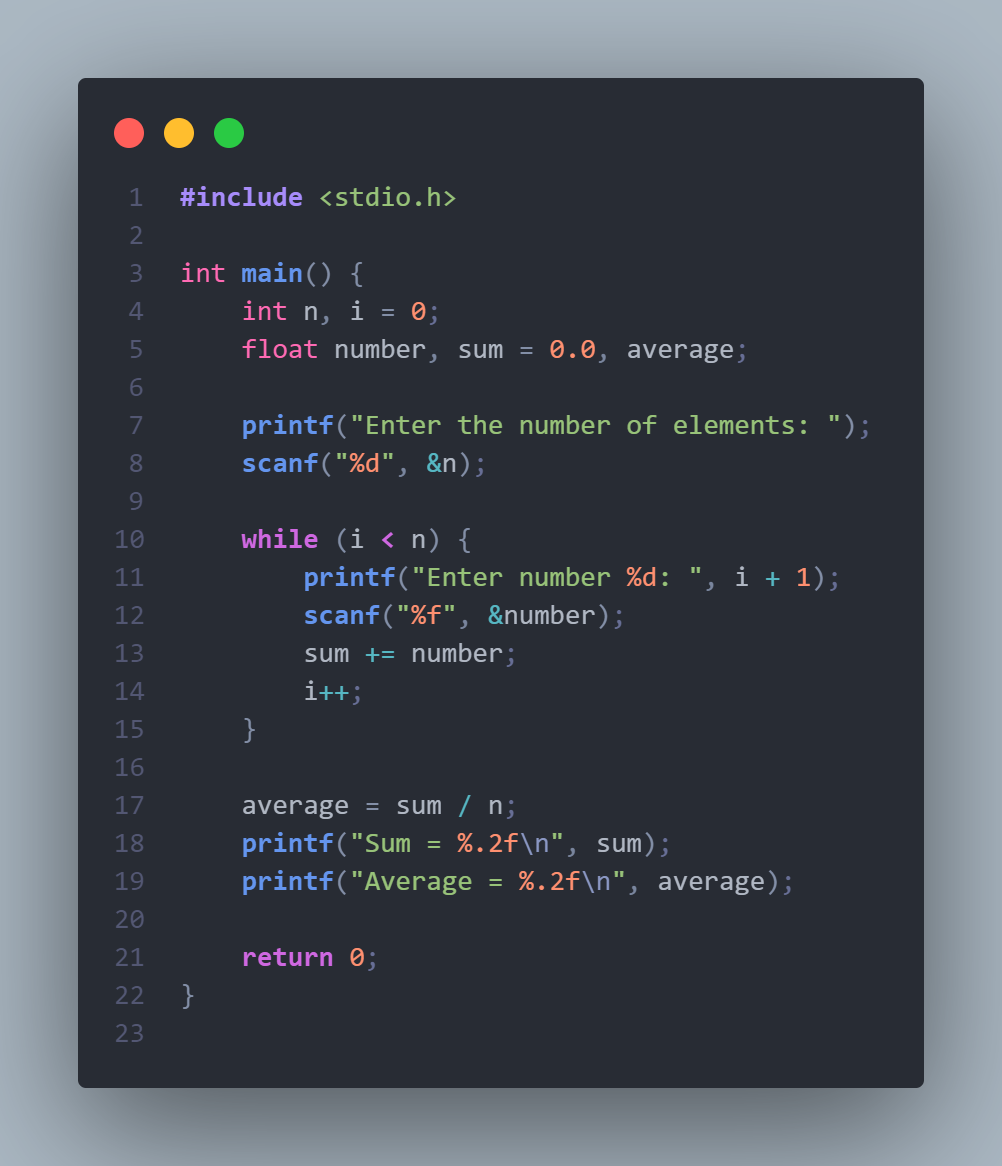 1 #include <stdio.h>
2
3 int main() {
4     int n, i = 0;
5     float number, sum = 0.0, average;
6
7     printf("Enter the number of elements: ");
8     scanf("%d", &n);
9
10     while (i < n) {
11         printf("Enter number %d: ", i + 1);
12         scanf("%f", &number);
13         sum += number;
14         i++;
15     }
16
17     average = sum / n;
18     printf("Sum = %.2f\n", sum);
19     printf("Average = %.2f\n", average);
20
21     return 0;
22 }
23